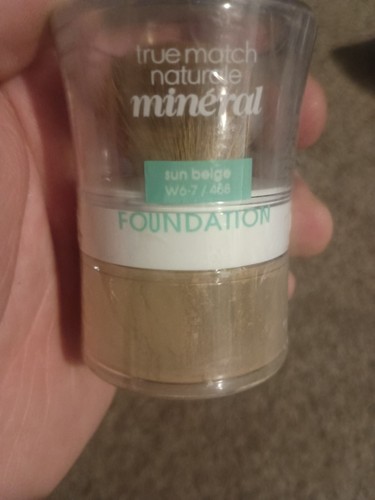 true match
naturale
minéral
sun beige
W6-7 / 468
FOUNDATION